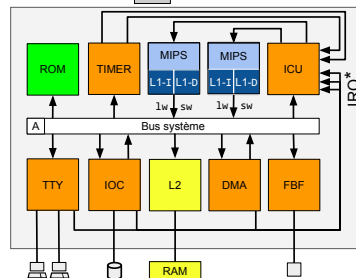 ROM
TIMER
MIPS
MIPS
ICU
L1-I L1-D
L1-I L1-D
lw sw
lw sw
IRQ*
A
Bus système
TTY
IOC
L2
DMA
FBF
RAM